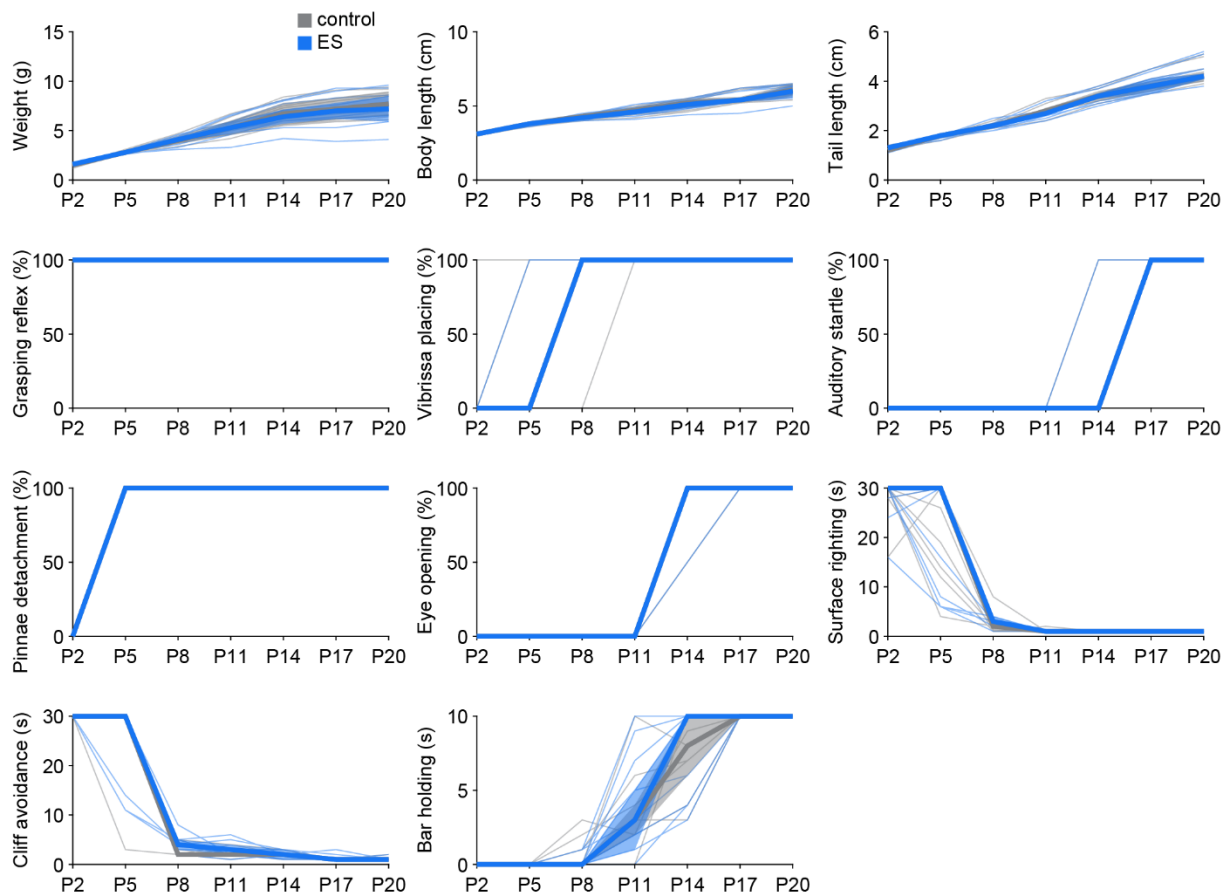 control
ES
Weight (g)
15
10
5
0
P2 P5 P8 P11 P14 P17 P20
Body length (cm)
10
5
0
P2 P5 P8 P11 P14 P17 P20
Tail length (cm)
6
4
2
0
P2 P5 P8 P11 P14 P17 P20
Grasping reflex (%)
100
50
0
P2 P5 P8 P11 P14 P17 P20
Vibrissa placing (%)
100
50
0
P2 P5 P8 P11 P14 P17 P20
Auditory startle (%)
100
50
0
P2 P5 P8 P11 P14 P17 P20
Pinnae detachment (%)
100
50
0
P2 P5 P8 P11 P14 P17 P20
Eye opening (%)
100
50
0
P2 P5 P8 P11 P14 P17 P20
Surface righting (s)
30
20
10
0
P2 P5 P8 P11 P14 P17 P20
Cliff avoidance (s)
30
20
10
0
P2 P5 P8 P11 P14 P17 P20
Bar holding (s)
10
5
0
P2 P5 P8 P11 P14 P17 P20